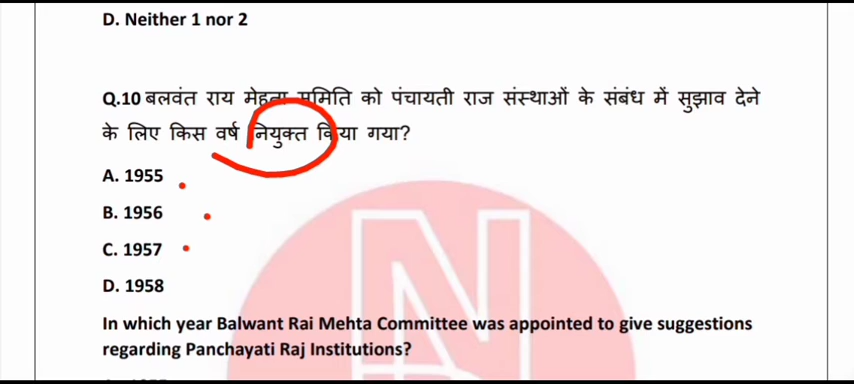 D. Neither 1 nor 2
Q.10 बलवंत राय मेहता समिति को पंचायती राज संस्थाओं के संबंध में सुझाव देने
के लिए किस वर्ष नियुक्त किया गया?
A. 1955
B. 1956
C. 1957
D. 1958
In which year Balwant Rai Mehta Committee was appointed to give suggestions
regarding Panchayati Raj Institutions?